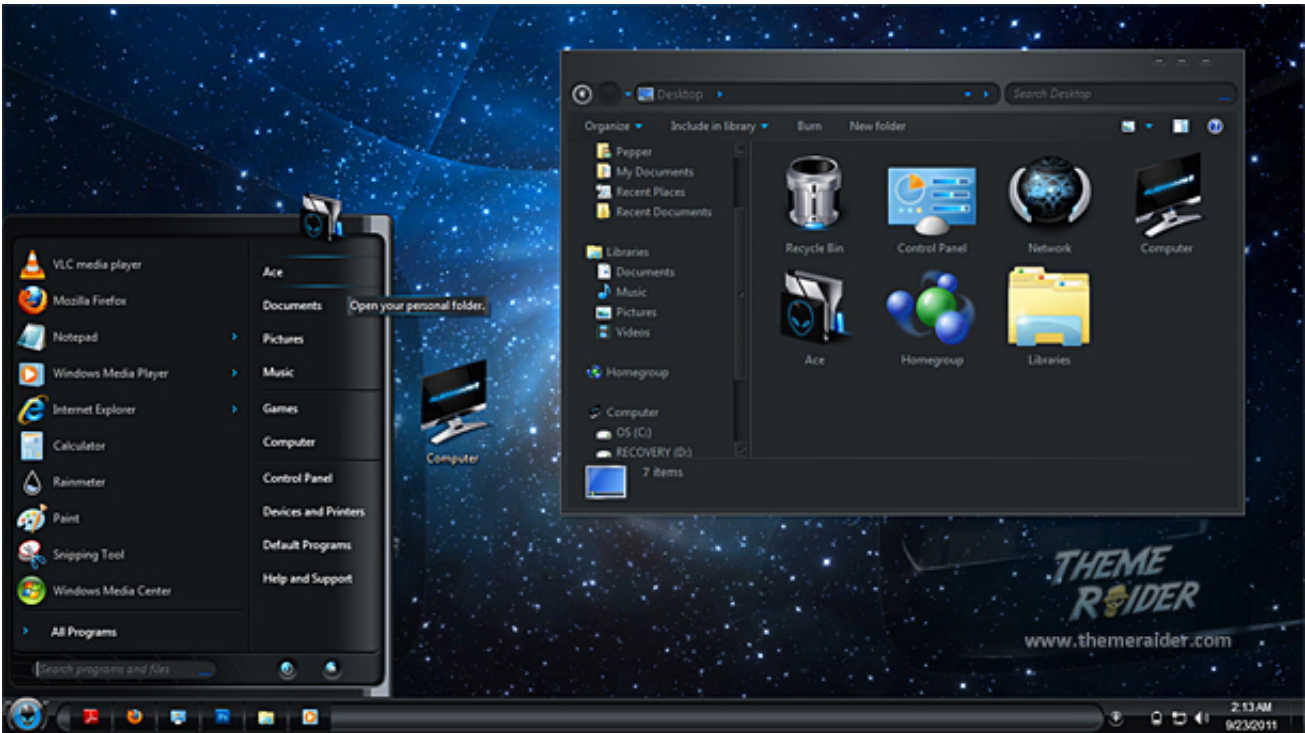 Desktop
Search Desktop
Organize
Include in library
Burn
New folder
Pepper
My Documents
Recent Places
Recent Documents
Libraries
Documents
Music
Pictures
Videos
Homegroup
Computer
OS (C:)
RECOVERY (D:)
Recycle Bin
Control Panel
Network
Computer
Ace
Homegroup
Libraries
7 items
VLC media player
Mozilla Firefox
Notepad
Windows Media Player
Internet Explorer
Calculator
Rainmeter
Paint
Snipping Tool
Windows Media Center
All Programs
Search programs and files
Ace
Documents
Open your personal folder.
Pictures
Music
Games
Computer
Control Panel
Devices and Printers
Default Programs
Help and Support
Computer
THEME
RAIDER
www.themeraider.com
2:13 AM
9/23/2011